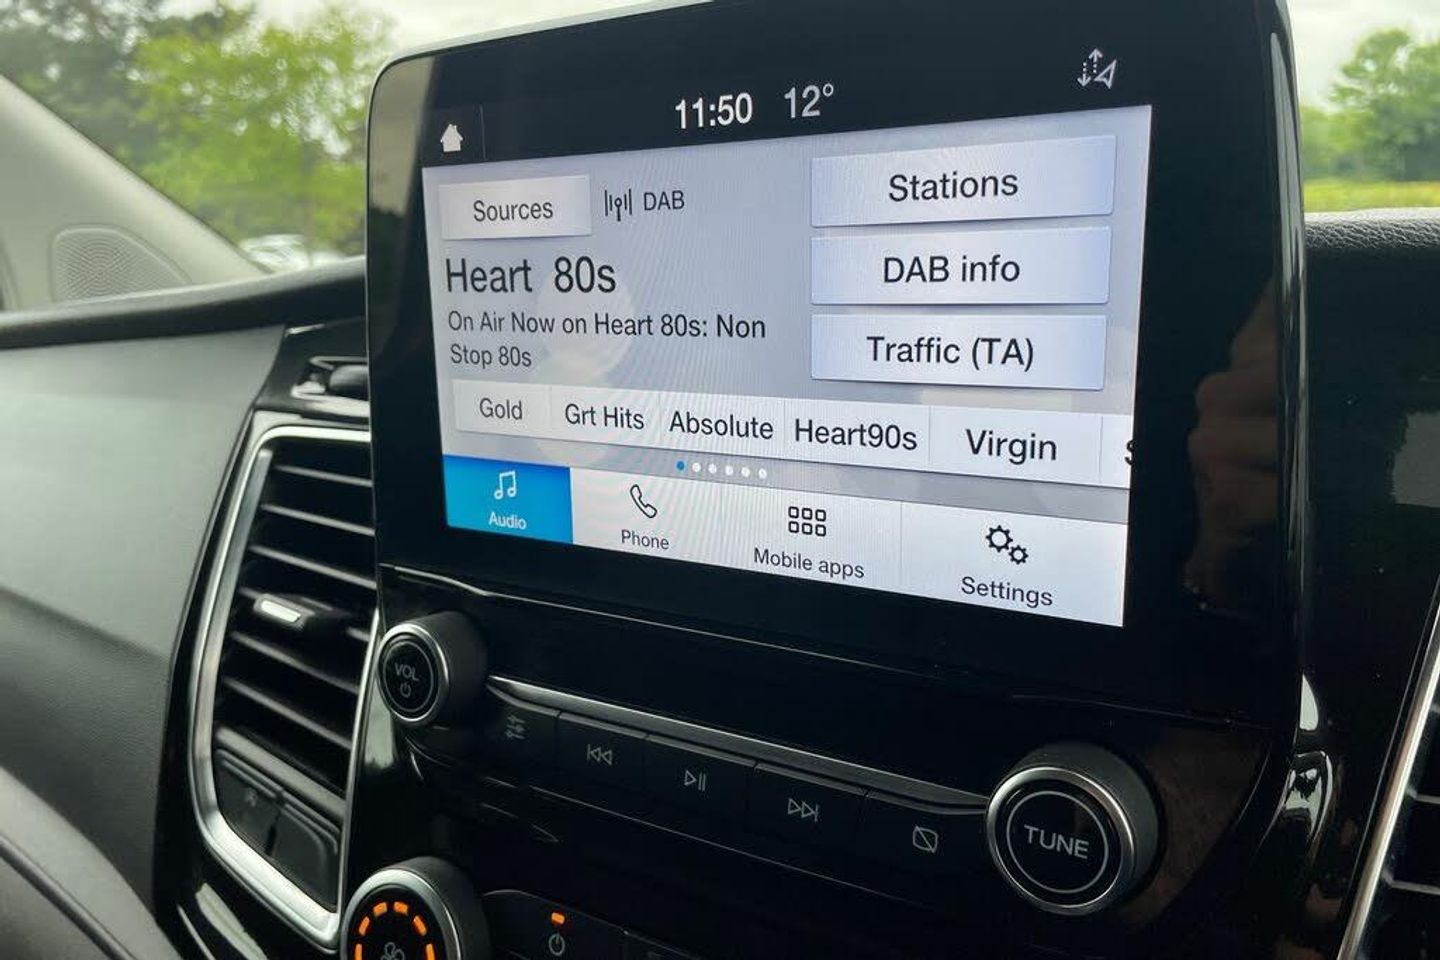 11:50 12°
Sources DAB
Stations
Heart 80s
DAB info
On Air Now on Heart 80s: Non
Stop 80s
Traffic (TA)
Gold Grt Hits Absolute Heart90s Virgin
Audio Phone Mobile apps Settings
VOL
TUNE